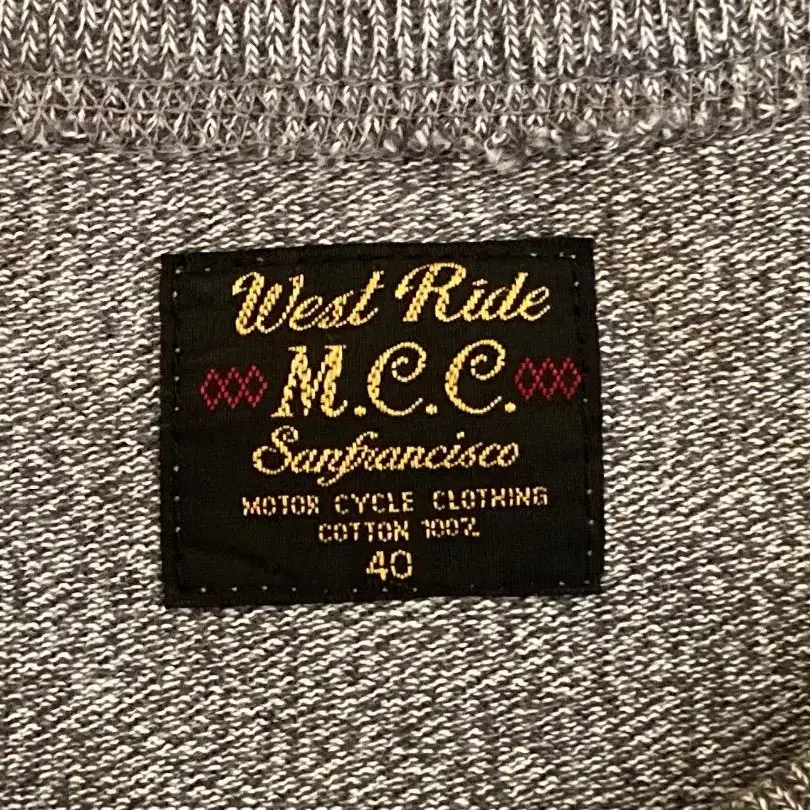 West Ride
M.C.C.
Sanfrancisco
MOTOR CYCLE CLOTHING
COTTON 100%
40